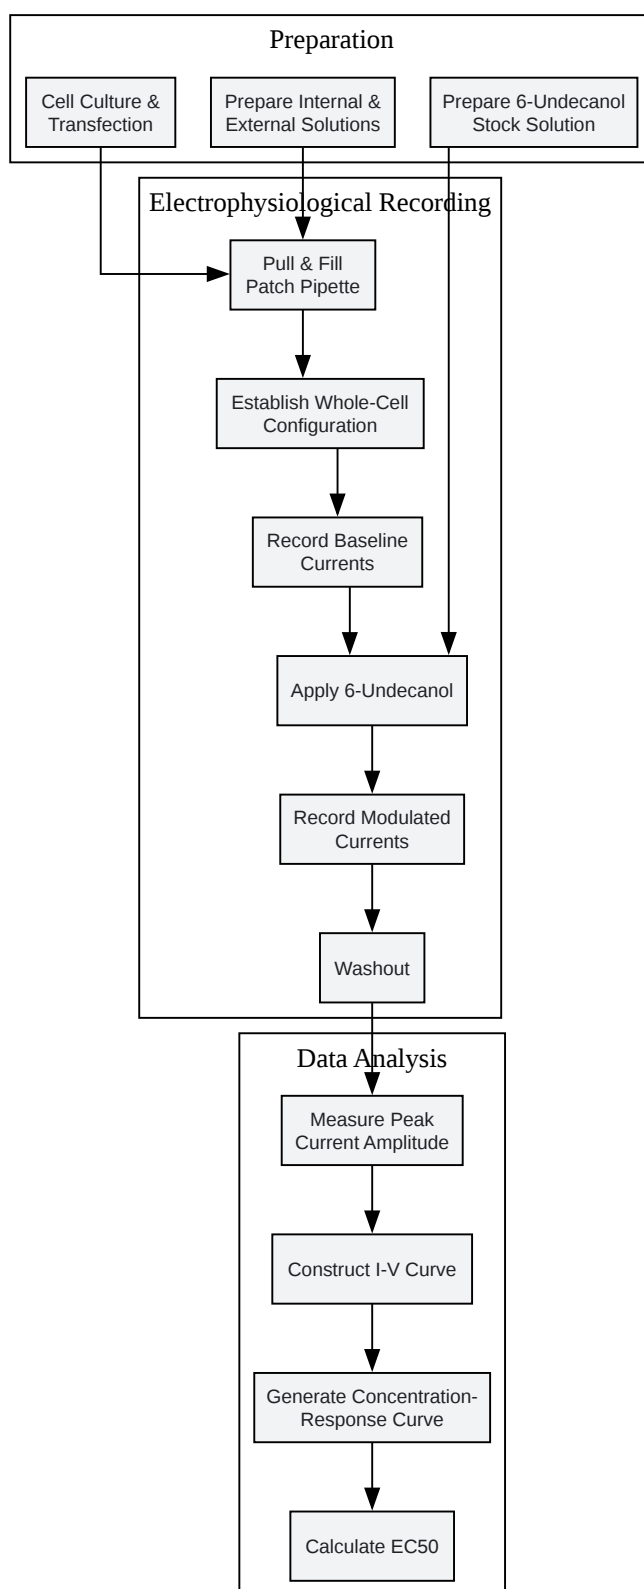 Preparation
Cell Culture &
Transfection
Prepare Internal &
External Solutions
Prepare 6-Undecanol
Stock Solution
Electrophysiological Recording
Pull & Fill
Patch Pipette
Establish Whole-Cell
Configuration
Record Baseline
Currents
Apply 6-Undecanol
Record Modulated
Currents
Washout
Data Analysis
Measure Peak
Current Amplitude
Construct I-V Curve
Generate Concentration-
Response Curve
Calculate EC50